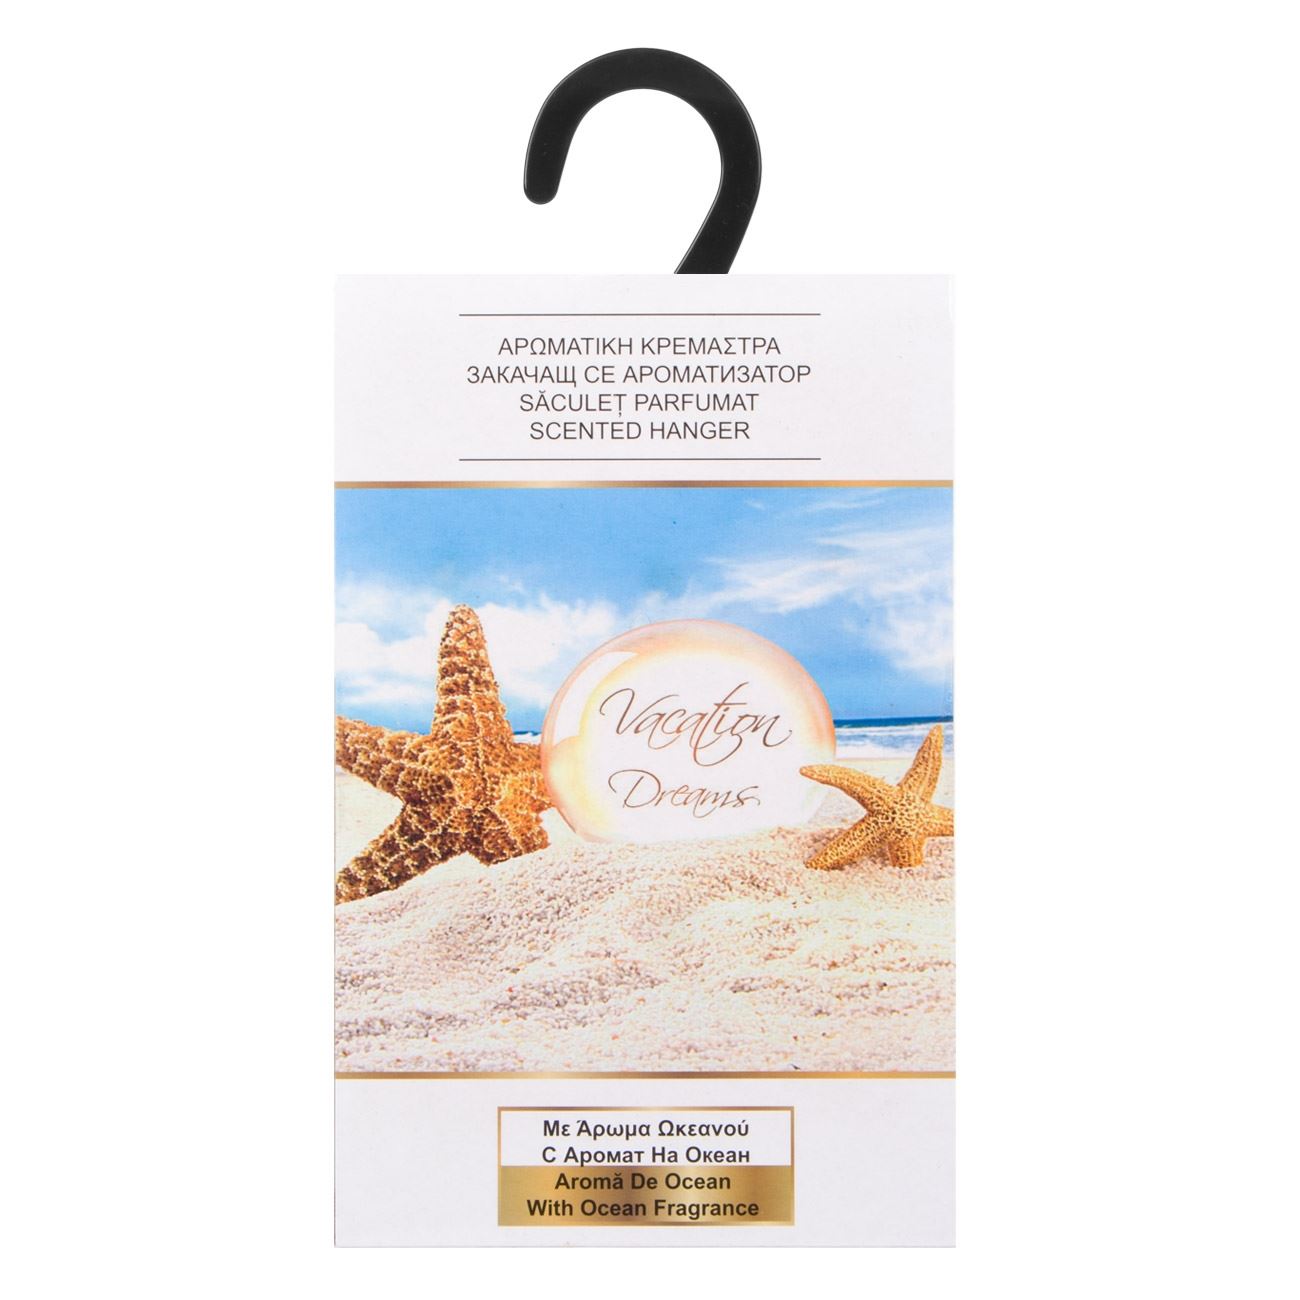 ΑΡΩΜΑΤΙΚΗ ΚΡΕΜΑΣΤΡΑ
ЗАКАЧАЩ СЕ АРОМАТИЗАТОР
SĂCULEȚ PARFUMAT
SCENTED HANGER
Vacation
Dreams
Με Άρωμα Ωκεανού
С Аромат На Океан
Aromă De Ocean
With Ocean Fragrance